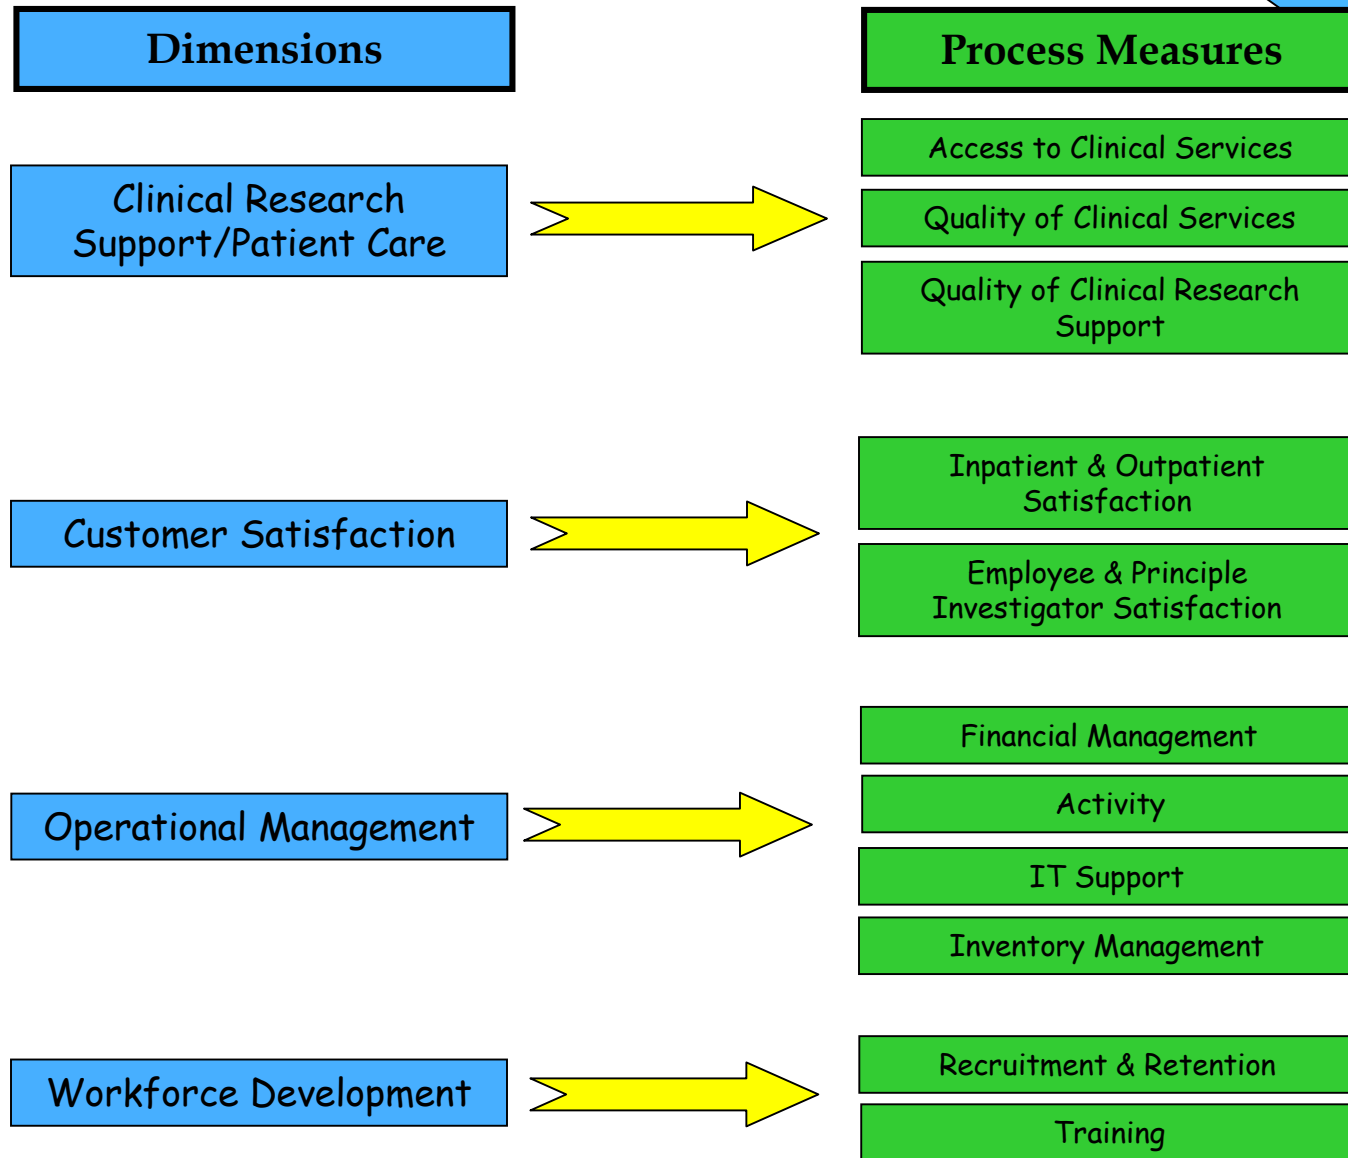 Dimensions
Process Measures
Clinical Research
Support/Patient Care
Access to Clinical Services
Quality of Clinical Services
Quality of Clinical Research
Support
Customer Satisfaction
Inpatient & Outpatient
Satisfaction
Employee & Principle
Investigator Satisfaction
Operational Management
Financial Management
Activity
IT Support
Inventory Management
Workforce Development
Recruitment & Retention
Training